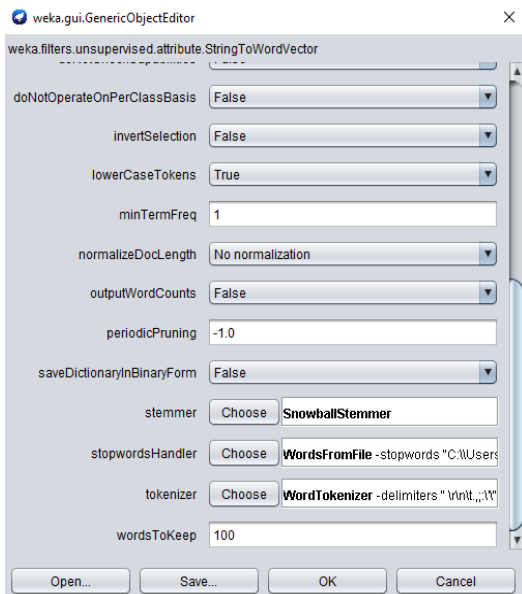 weka.gui.GenericObjectEditor
weka.filters.unsupervised.attribute.StringToWordVector
doNotOperateOnPerClassBasis False
invertSelection False
lowerCaseTokens True
minTermFreq 1
normalizeDocLength No normalization
outputWordCounts False
periodicPruning -1.0
saveDictionaryInBinaryForm False
stemmer Choose SnowballStemmer
stopwordsHandler Choose WordsFromFile -stopwords "C:\\Users
tokenizer Choose WordTokenizer -delimiters " \r\n\t.,;:\'\"
wordsToKeep 100
Open... Save... OK Cancel